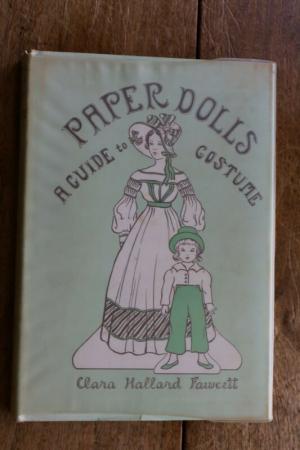 PAPER DOLLS
A GUIDE to COSTUME
Clara Hallard Fawcett